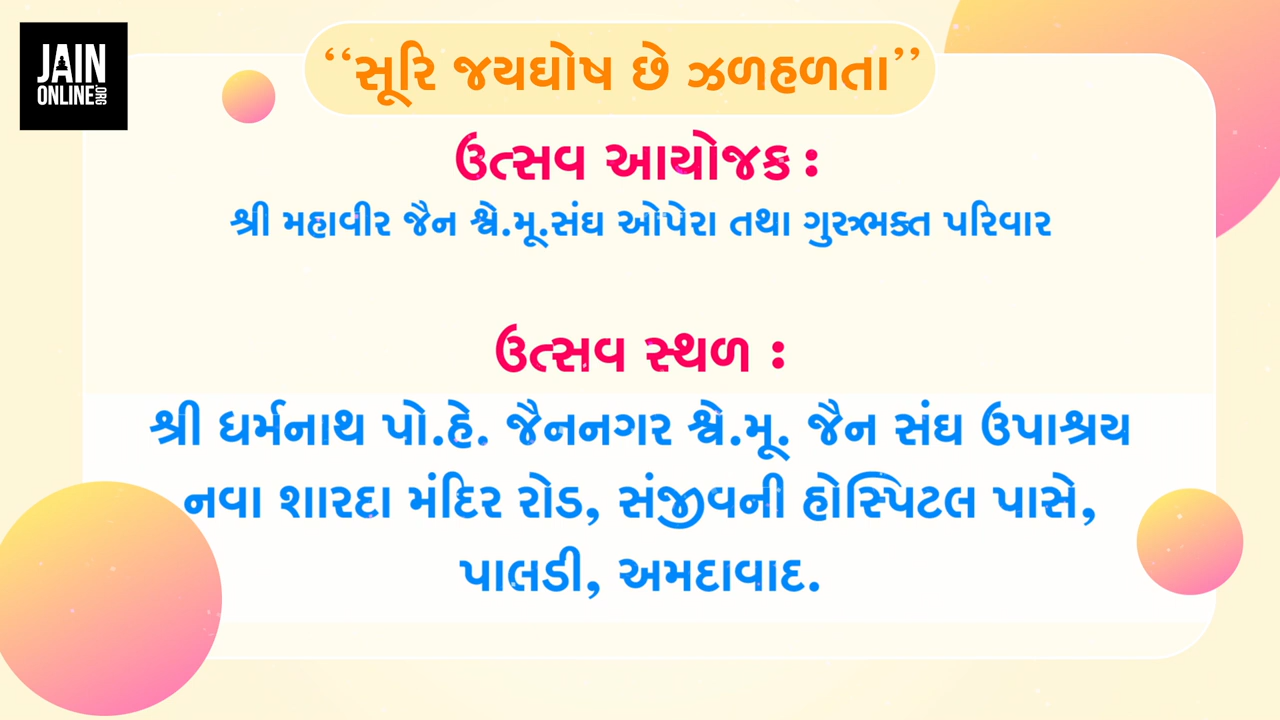 JAIN
ONLINE.ORG
‘‘સૂરિ જયઘોષ છે ઝળહળતા’’
ઉત્સવ આયોજક :
શ્રી મહાવીર જૈન શ્વે.મૂ.સંઘ ઓપેરા તથા ગુરુભક્ત પરિવાર
ઉત્સવ સ્થળ :
શ્રી ધર્મનાથ પો.હે. જૈનનગર શ્વે.મૂ. જૈન સંઘ ઉપાશ્રય
નવા શારદા મંદિર રોડ, સંજીવની હોસ્પિટલ પાસે,
પાલડી, અમદાવાદ.